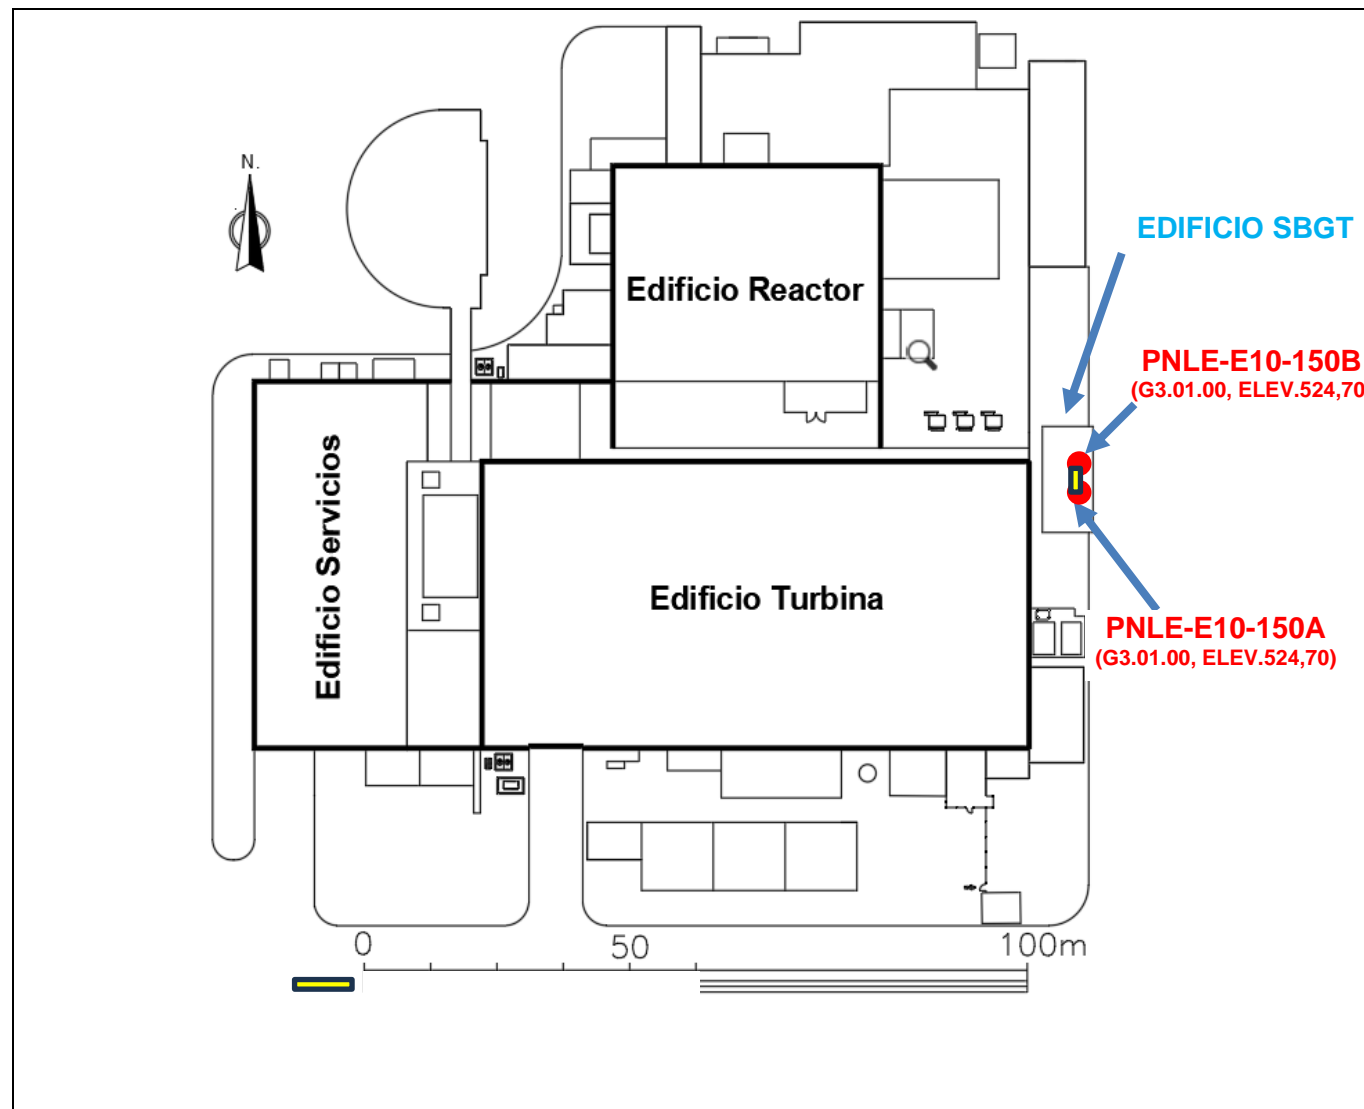 N.
EDIFICIO SBGT
Edificio Reactor
PNLE-E10-150B
(G3.01.00, ELEV.524,70
Edificio Servicios
Edificio Turbina
PNLE-E10-150A
(G3.01.00, ELEV.524,70)
0 50 100m